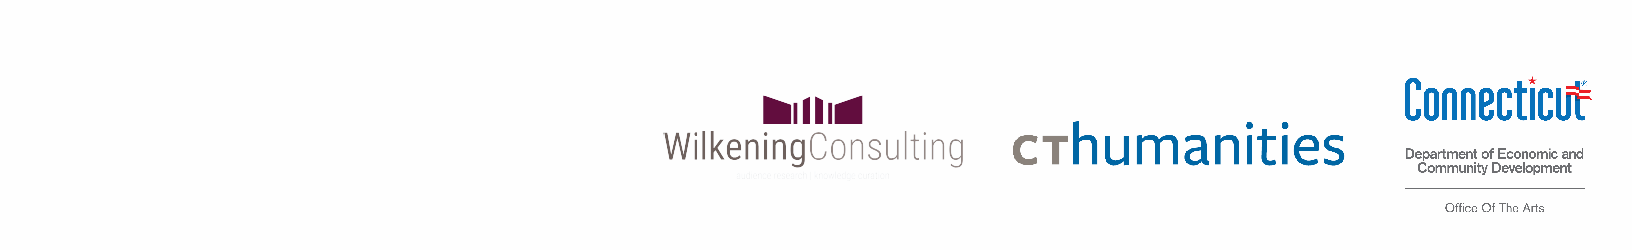 WilkeningConsulting
CThumanities
Connecticut
Department of Economic and
Community Development
Office Of The Arts